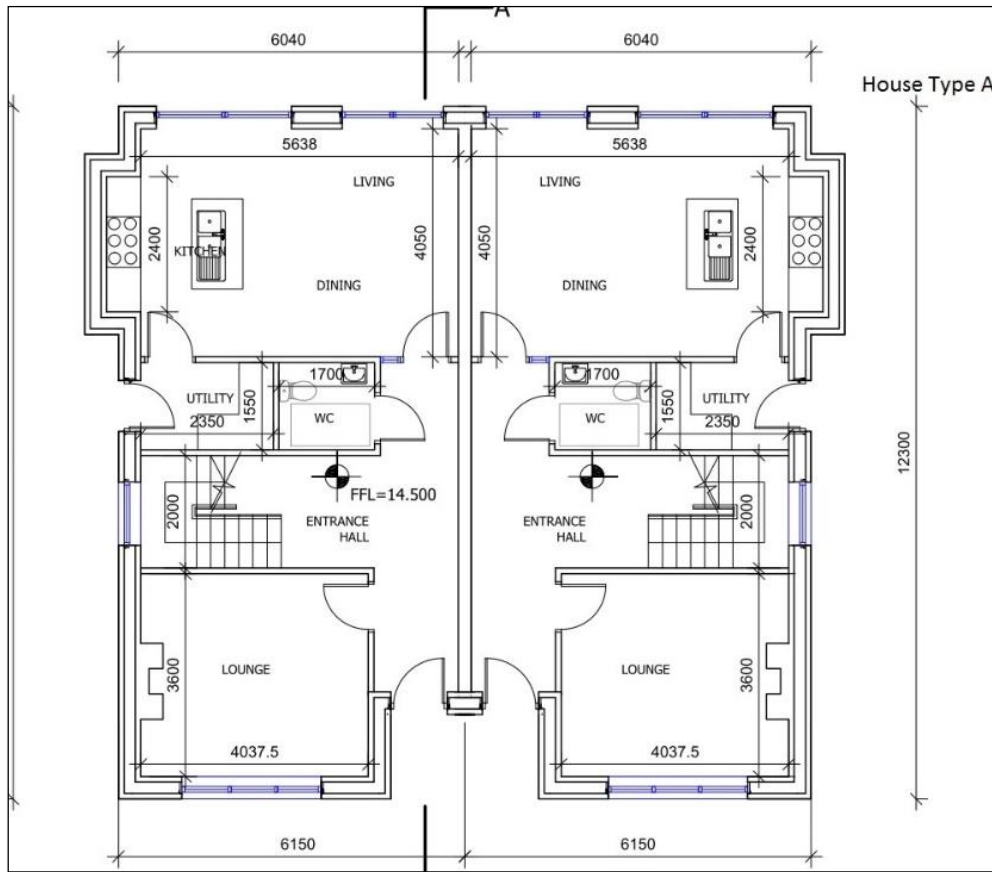 A
6040
6040
House Type A
5638
5638
LIVING
LIVING
2400
KITCHEN
4050
4050
2400
DINING
DINING
1700
1700
UTILITY
1550
WC
WC
1550
UTILITY
2350
2350
12300
FFL=14.500
2000
ENTRANCE
HALL
ENTRANCE
HALL
2000
LOUNGE
LOUNGE
3600
3600
4037.5
4037.5
6150
6150